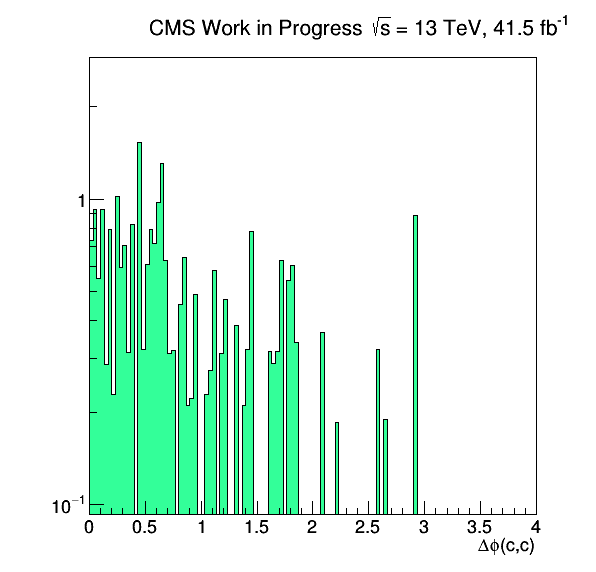 CMS Work in Progress √s = 13 TeV, 41.5 fb⁻¹
1
10⁻¹
0 0.5 1 1.5 2 2.5 3 3.5 4
Δϕ(c,c)